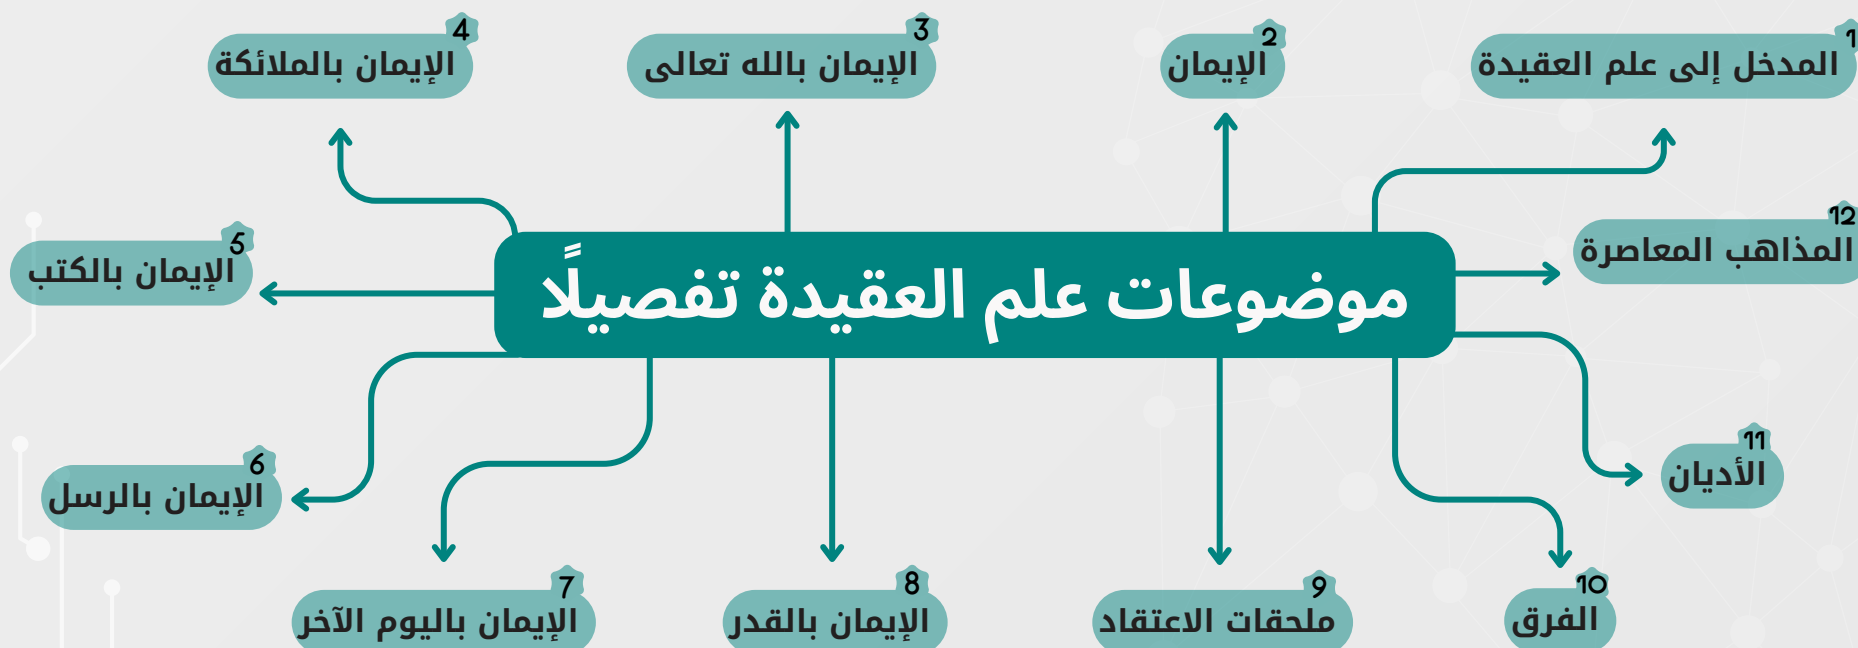 موضوعات علم العقيدة تفصيلًا
1
المدخل إلى علم العقيدة
2
الإيمان
3
الإيمان بالله تعالى
4
الإيمان بالملائكة
5
الإيمان بالكتب
6
الإيمان بالرسل
7
الإيمان باليوم الآخر
8
الإيمان بالقدر
9
ملحقات الاعتقاد
10
الفرق
11
الأديان
12
المذاهب المعاصرة